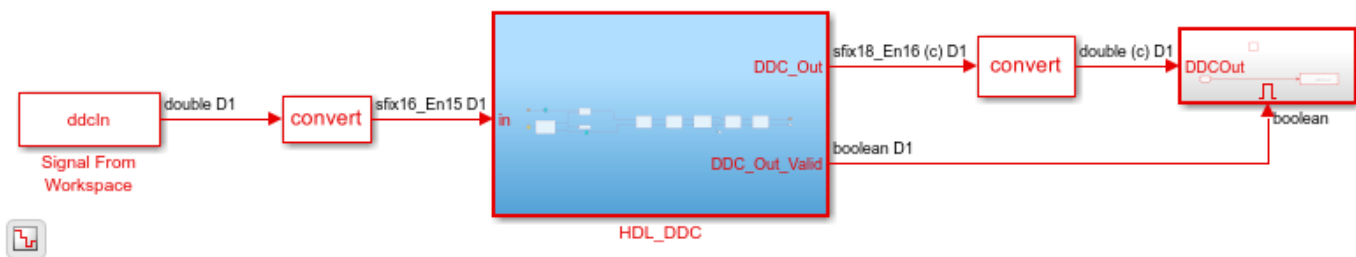 ddcIn
Signal From
Workspace
double D1
convert
sfix16_En15 D1
in
DDC_Out
DDC_Out_Valid
HDL_DDC
sfix18_En16 (c) D1
convert
double (c) D1
DDCOut
boolean
boolean D1